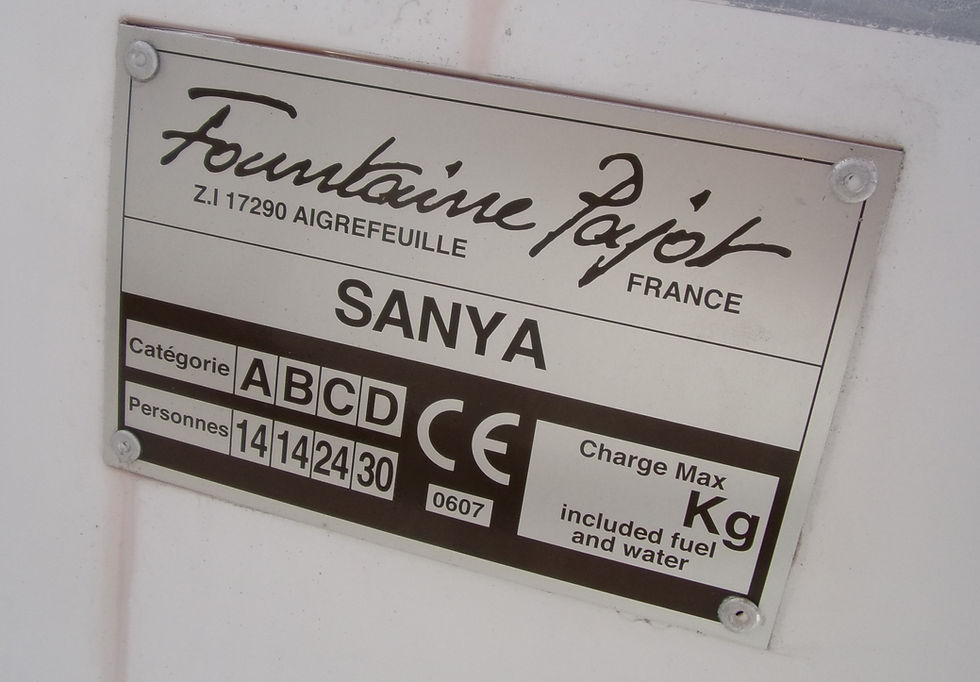 Fountaine Pajot
Z.I 17290 AIGREFEUILLE
FRANCE
SANYA
Catégorie A B C D
Personnes 14 14 24 30
CE
0607
Charge Max
Kg
included fuel
and water